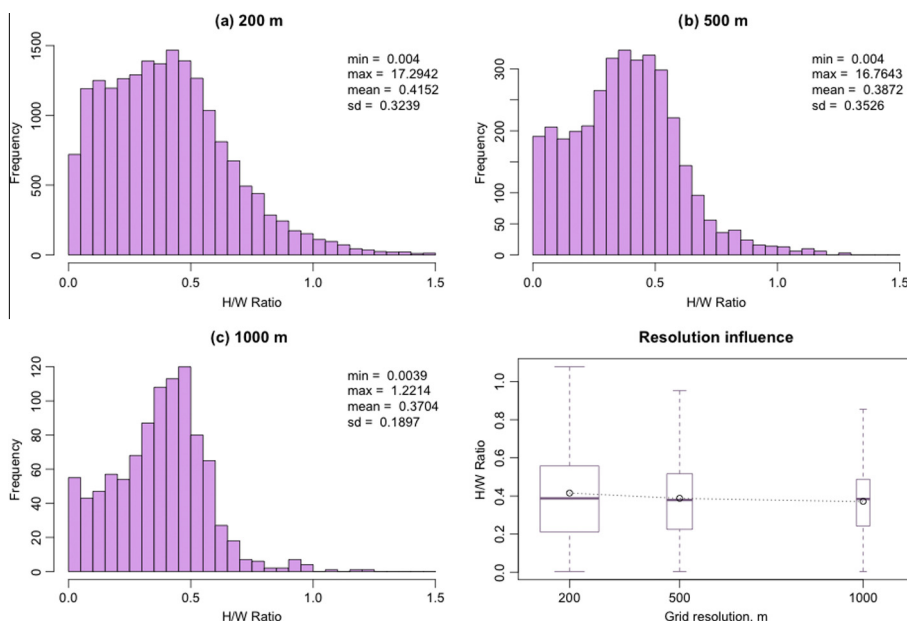 (a) 200 m
min = 0.004
max = 17.2942
mean = 0.4152
sd = 0.3239
Frequency
0 500 1000 1500
0.0 0.5 1.0 1.5
H/W Ratio
(b) 500 m
min = 0.004
max = 16.7643
mean = 0.3872
sd = 0.3526
Frequency
0 50 100 200 300
0.0 0.5 1.0 1.5
H/W Ratio
(c) 1000 m
min = 0.0039
max = 1.2214
mean = 0.3704
sd = 0.1897
Frequency
0 20 40 60 80 100 120
0.0 0.5 1.0 1.5
H/W Ratio
Resolution influence
H/W Ratio
0.0 0.2 0.4 0.6 0.8 1.0
200 500 1000
Grid resolution, m